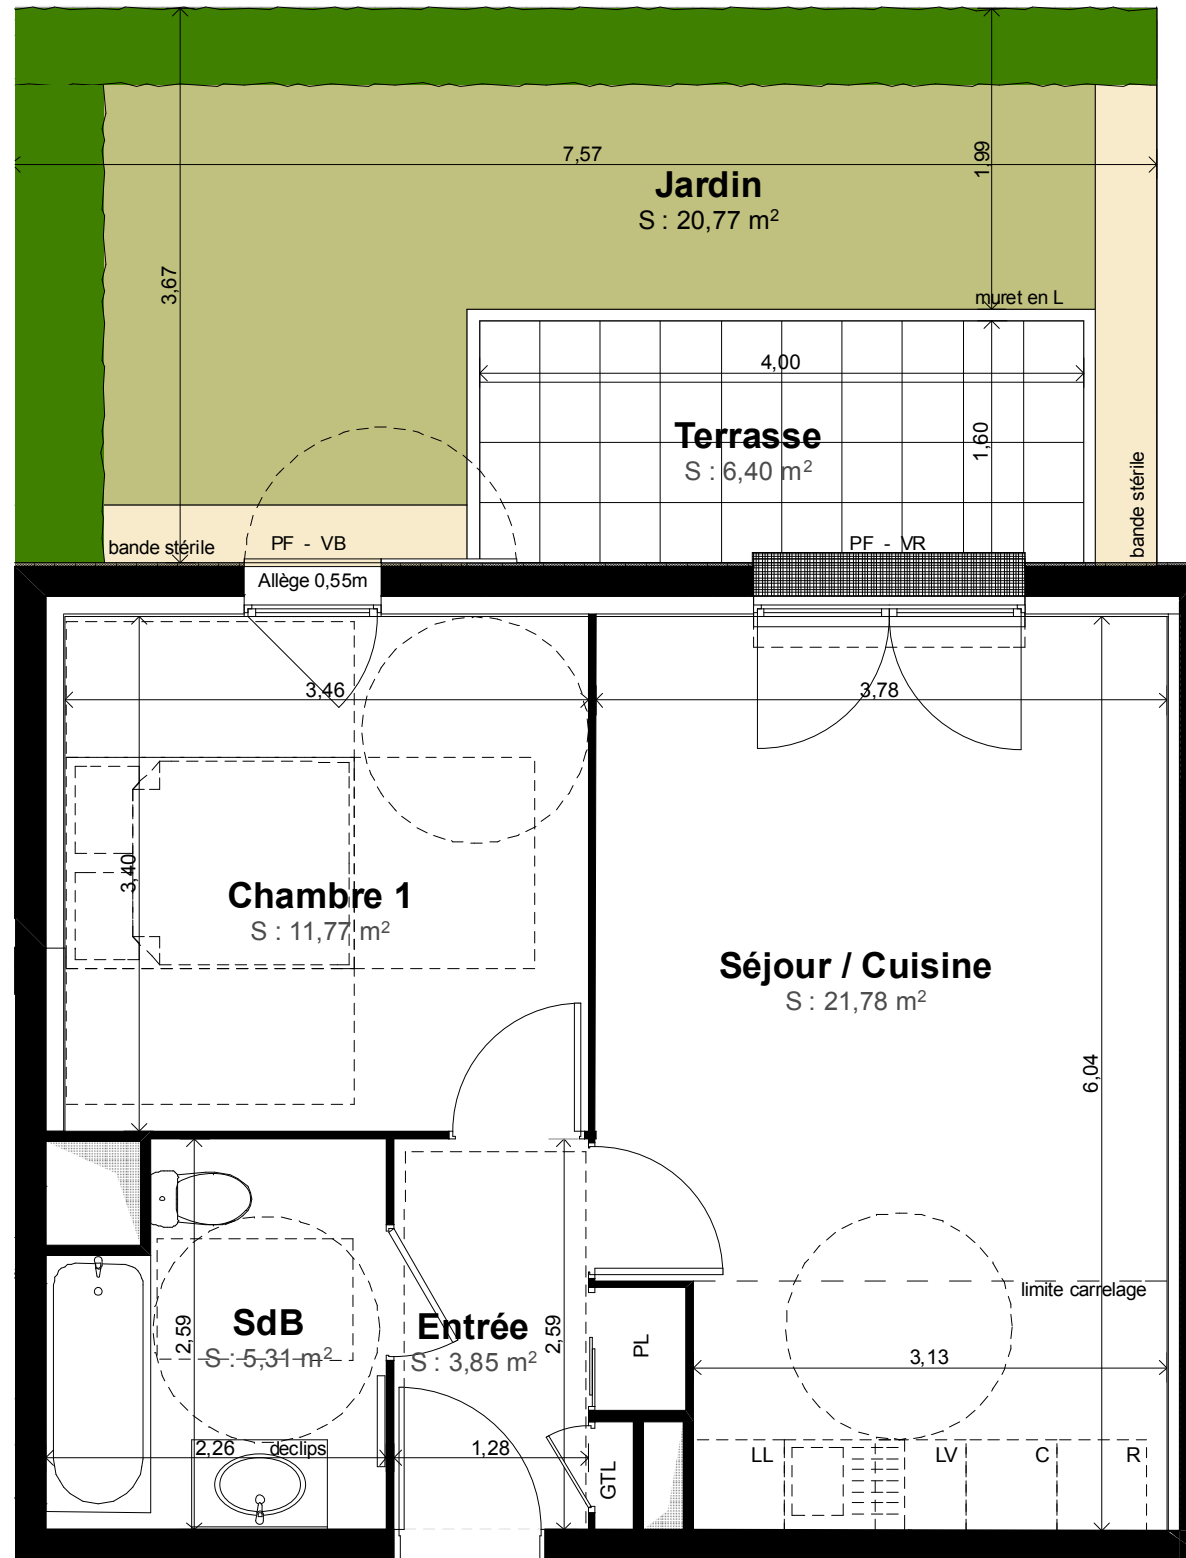 7,57
1,99
Jardin
S : 20,77 m²
3,67
muret en L
4,00
Terrasse
1,60
S : 6,40 m²
bande stérile
bande stérile
PF - VB
PF - VR
Allège 0,55m
3,46
3,78
3,40
Chambre 1
S : 11,77 m²
Séjour / Cuisine
S : 21,78 m²
6,04
limite carrelage
SdB
S : 5,31 m²
2,59
Entrée
S : 3,85 m²
2,59
PL
3,13
2,26
declips
1,28
GTL
LL
LV
C
R